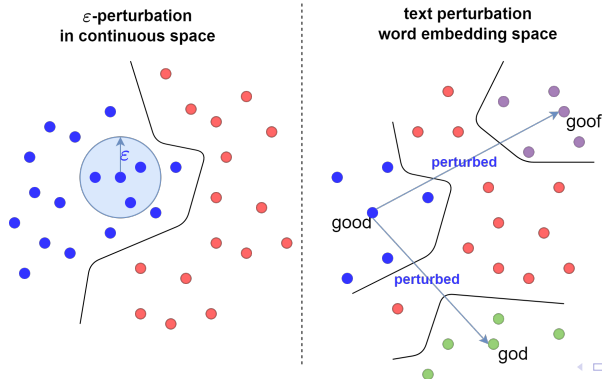 ε-perturbation
in continuous space
ε
text perturbation
word embedding space
goof
perturbed
good
perturbed
god